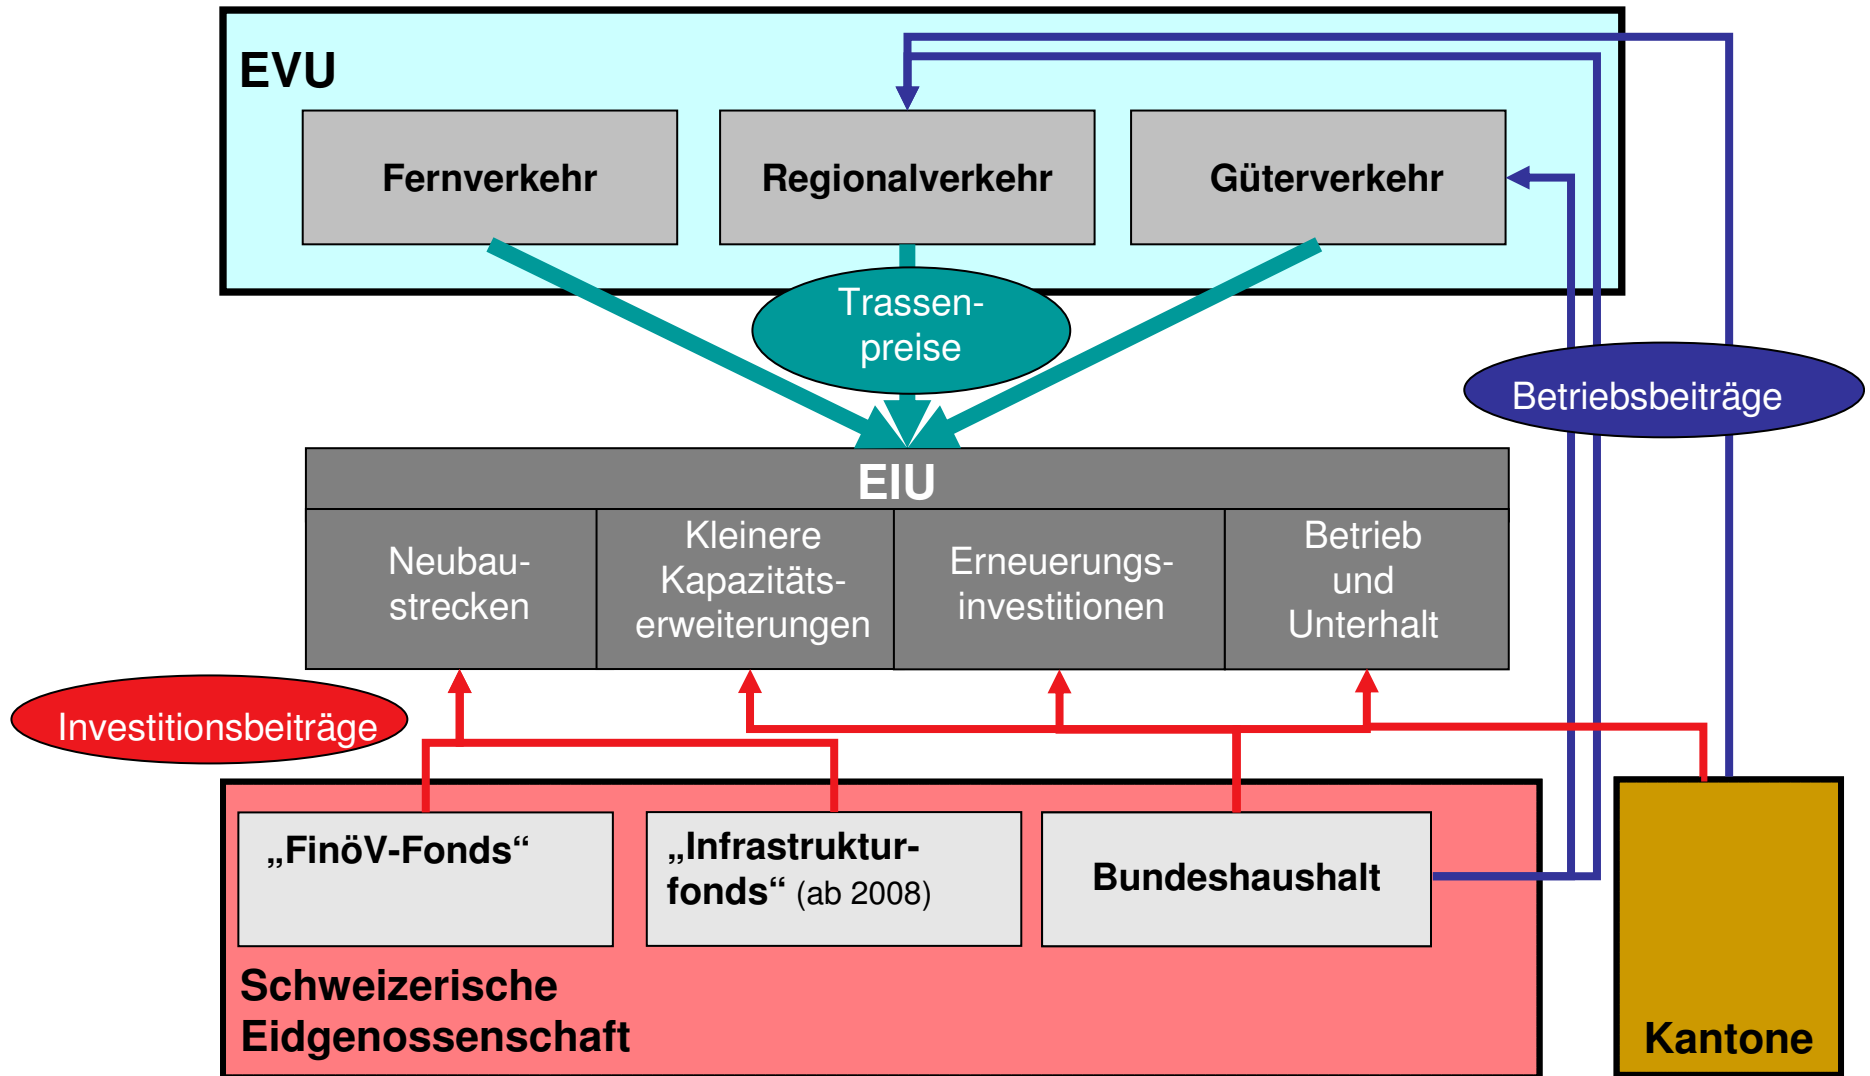 EVU
Fernverkehr
Regionalverkehr
Güterverkehr
Trassen-
preise
Betriebsbeiträge
EIU
Neubau-
strecken
Kleinere
Kapazitäts-
erweiterungen
Erneuerungs-
investitionen
Betrieb
und
Unterhalt
Investitionsbeiträge
„FinöV-Fonds“
„Infrastruktur-
fonds“ (ab 2008)
Bundeshaushalt
Schweizerische
Eidgenossenschaft
Kantone